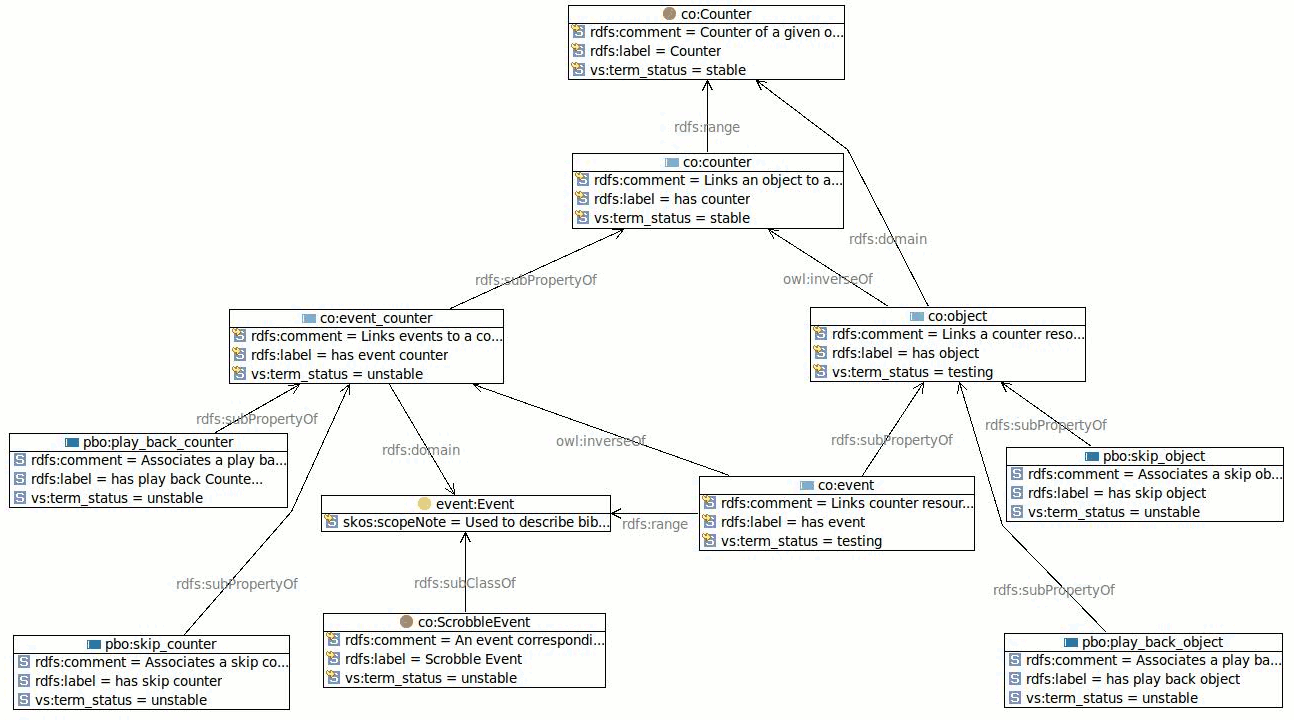 co:Counter
rdfs:comment = Counter of a given o...
rdfs:label = Counter
vs:term_status = stable
rdfs:range
co:counter
rdfs:comment = Links an object to a...
rdfs:label = has counter
vs:term_status = stable
rdfs:domain
rdfs:subPropertyOf
owl:inverseOf
co:event_counter
rdfs:comment = Links events to a co...
rdfs:label = has event counter
vs:term_status = unstable
co:object
rdfs:comment = Links a counter reso...
rdfs:label = has object
vs:term_status = testing
rdfs:subPropertyOf
rdfs:domain
owl:inverseOf
rdfs:subPropertyOf
rdfs:subPropertyOf
pbo:play_back_counter
rdfs:comment = Associates a play ba...
rdfs:label = has play back Counte...
vs:term_status = unstable
event:Event
skos:scopeNote = Used to describe bib...
rdfs:range
co:event
rdfs:comment = Links counter resour...
rdfs:label = has event
vs:term_status = testing
pbo:skip_object
rdfs:comment = Associates a skip ob...
rdfs:label = has skip object
vs:term_status = unstable
rdfs:subPropertyOf
rdfs:subClassOf
rdfs:subPropertyOf
pbo:skip_counter
rdfs:comment = Associates a skip co...
rdfs:label = has skip counter
vs:term_status = unstable
co:ScrobbleEvent
rdfs:comment = An event correspondi...
rdfs:label = Scrobble Event
vs:term_status = unstable
pbo:play_back_object
rdfs:comment = Associates a play ba...
rdfs:label = has play back object
vs:term_status = unstable